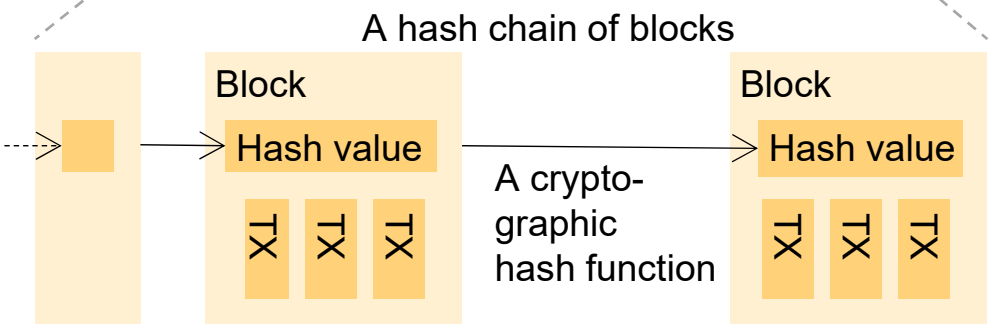 A hash chain of blocks
Block
Hash value
TX
TX
TX
A crypto-
graphic
hash function
Block
Hash value
TX
TX
TX